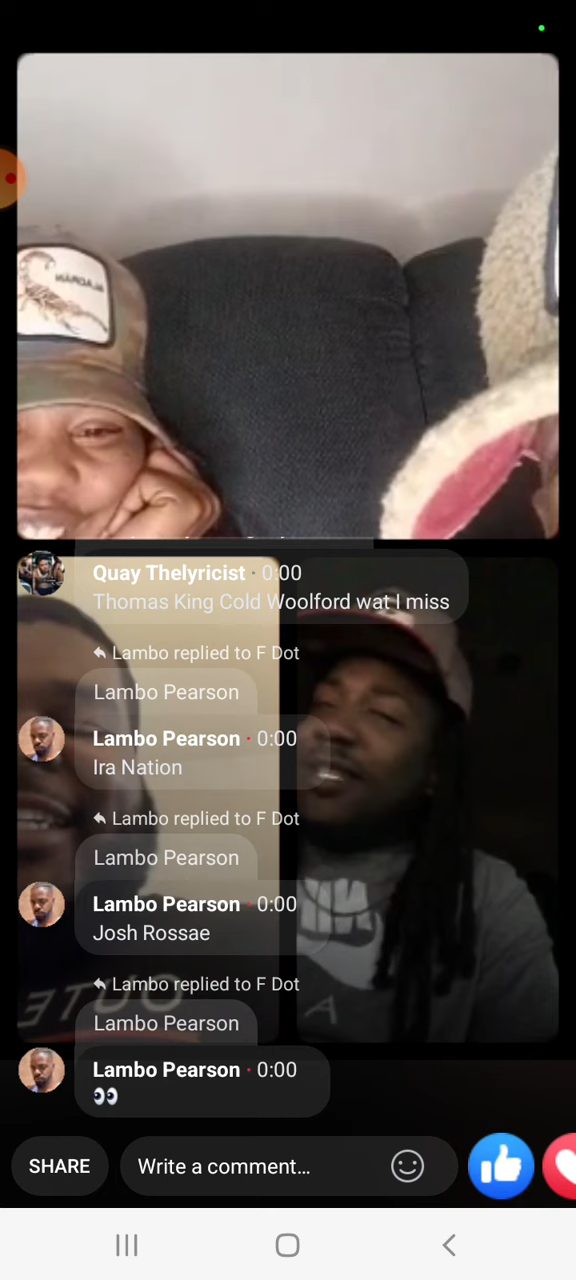 Quay Thelyricist · 0:00
Thomas King Cold Woolford wat I miss
Lambo replied to F Dot
Lambo Pearson
Lambo Pearson · 0:00
Ira Nation
Lambo replied to F Dot
Lambo Pearson
Lambo Pearson · 0:00
Josh Rossae
Lambo replied to F Dot
Lambo Pearson
Lambo Pearson · 0:00
👀
SHARE
Write a comment...